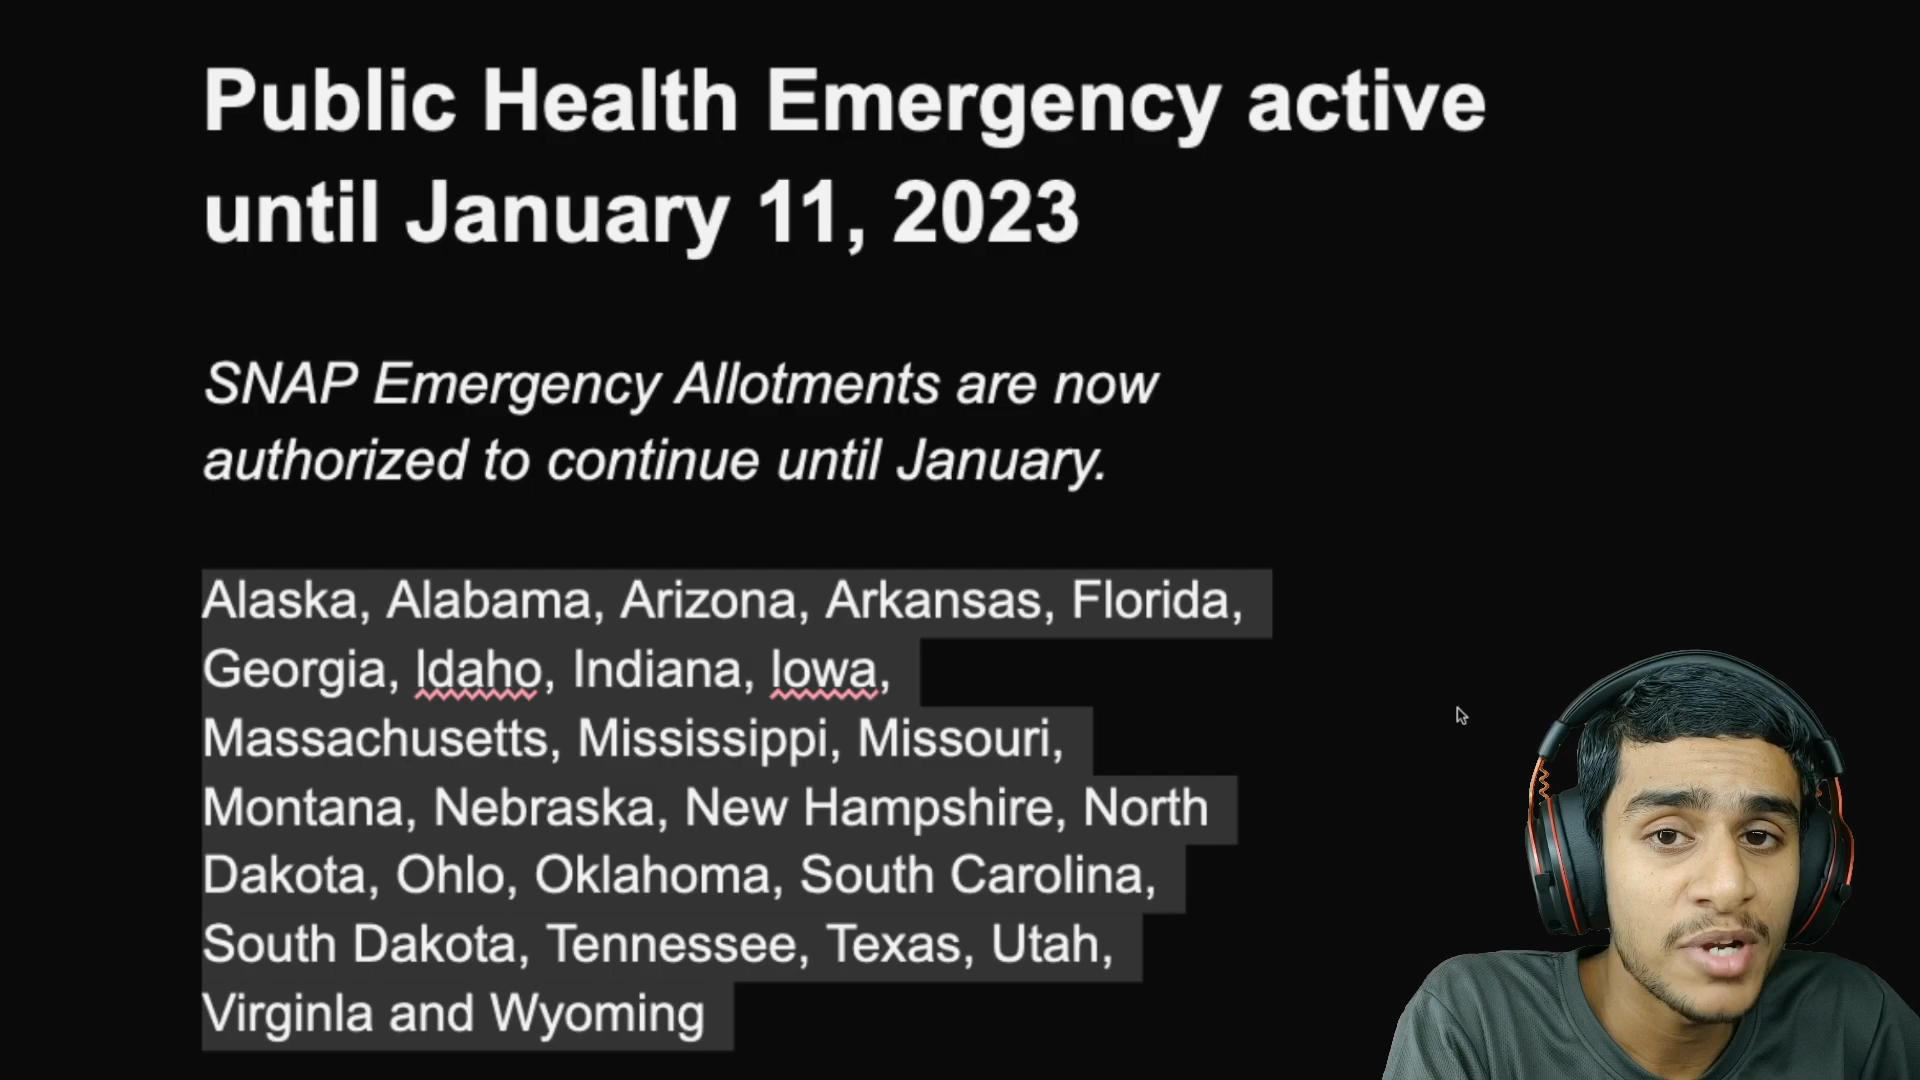 Public Health Emergency active
until January 11, 2023
SNAP Emergency Allotments are now
authorized to continue until January.
Alaska, Alabama, Arizona, Arkansas, Florida,
Georgia, Idaho, Indiana, Iowa,
Massachusetts, Mississippi, Missouri,
Montana, Nebraska, New Hampshire, North
Dakota, Ohlo, Oklahoma, South Carolina,
South Dakota, Tennessee, Texas, Utah,
Virginla and Wyoming